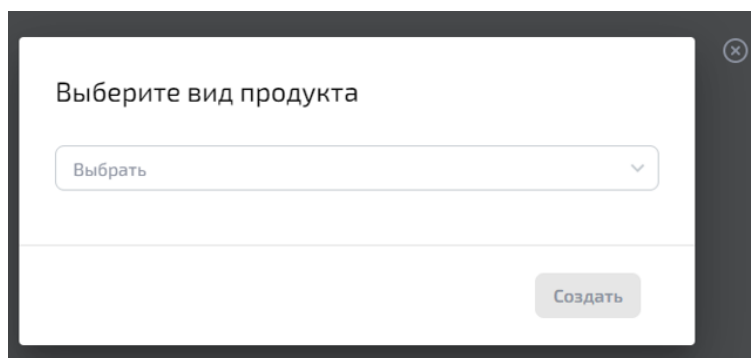 Выберите вид продукта
Выбрать
Создать